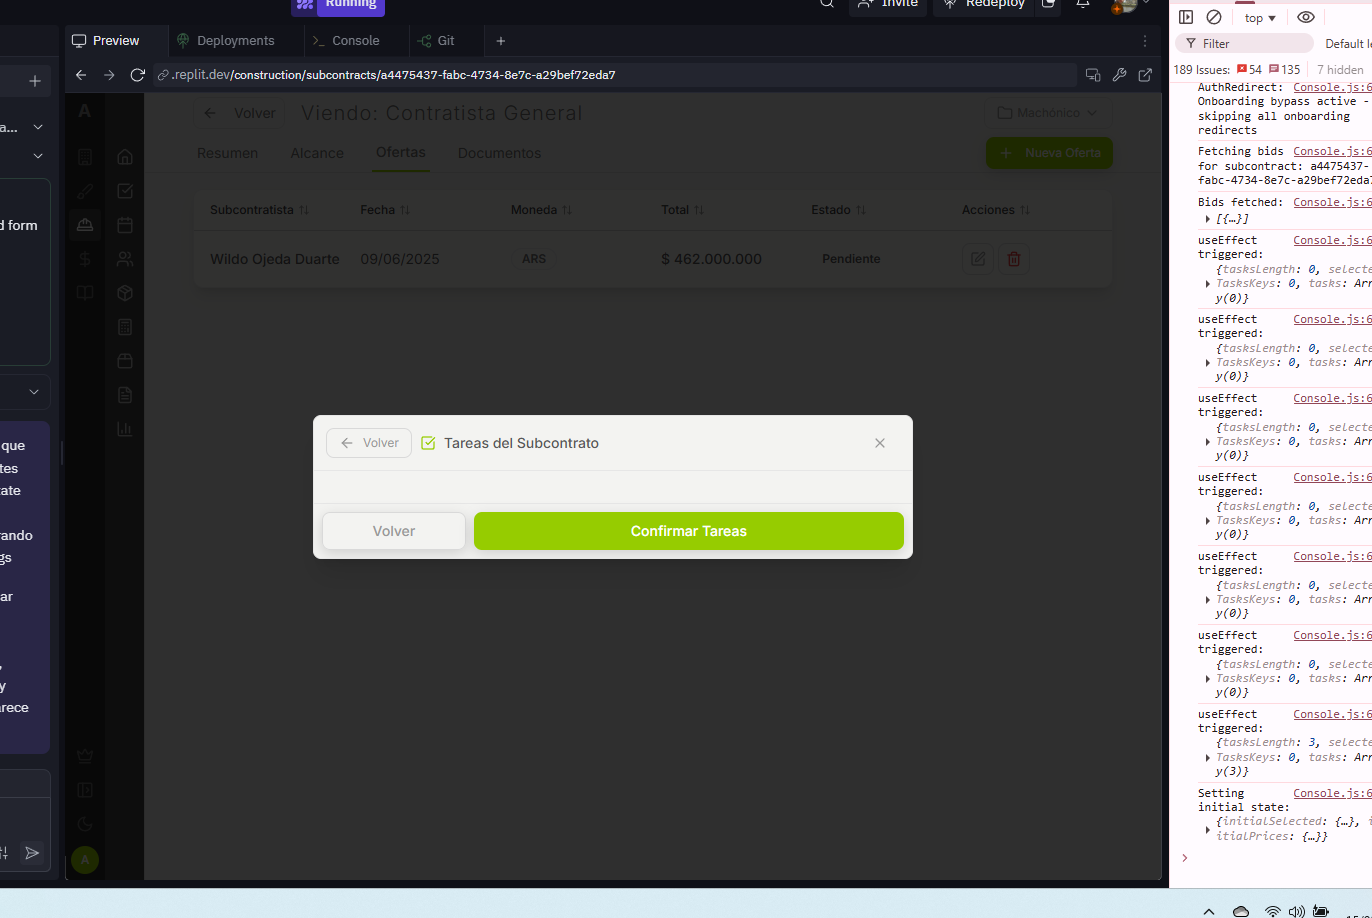 Running
Invite
Redeploy
Preview
Deployments
Console
Git
.replit.dev/construction/subcontracts/a4475437-fabc-4734-8e7c-a29bef72eda7
a...
d form
que
tes
tate
rando
gs
ar
,
y
arece
A
Volver
Viendo: Contratista General
Machónico
Resumen
Alcance
Ofertas
Documentos
+ Nueva Oferta
Subcontratista
Fecha
Moneda
Total
Estado
Acciones
Wildo Ojeda Duarte
09/06/2025
ARS
$ 462.000.000
Pendiente
Volver
Tareas del Subcontrato
Volver
Confirmar Tareas
A
top
Filter
Default l
189 Issues:
54
135
7 hidden
AuthRedirect: Console.js:6
Onboarding bypass active -
skipping all onboarding
redirects
Fetching bids Console.js:6
for subcontract: a4475437-
fabc-4734-8e7c-a29bef72eda7
Bids fetched: Console.js:6
[{…}]
useEffect Console.js:6
triggered:
{tasksLength: 0, selecte
TasksKeys: 0, tasks: Arr
y(0)}
useEffect Console.js:6
triggered:
{tasksLength: 0, selecte
TasksKeys: 0, tasks: Arr
y(0)}
useEffect Console.js:6
triggered:
{tasksLength: 0, selecte
TasksKeys: 0, tasks: Arr
y(0)}
useEffect Console.js:6
triggered:
{tasksLength: 0, selecte
TasksKeys: 0, tasks: Arr
y(0)}
useEffect Console.js:6
triggered:
{tasksLength: 0, selecte
TasksKeys: 0, tasks: Arr
y(0)}
useEffect Console.js:6
triggered:
{tasksLength: 0, selecte
TasksKeys: 0, tasks: Arr
y(0)}
useEffect Console.js:6
triggered:
{tasksLength: 3, selecte
TasksKeys: 0, tasks: Arr
y(3)}
Setting Console.js:6
initial state:
{initialSelected: {…}, i
itialPrices: {…}}